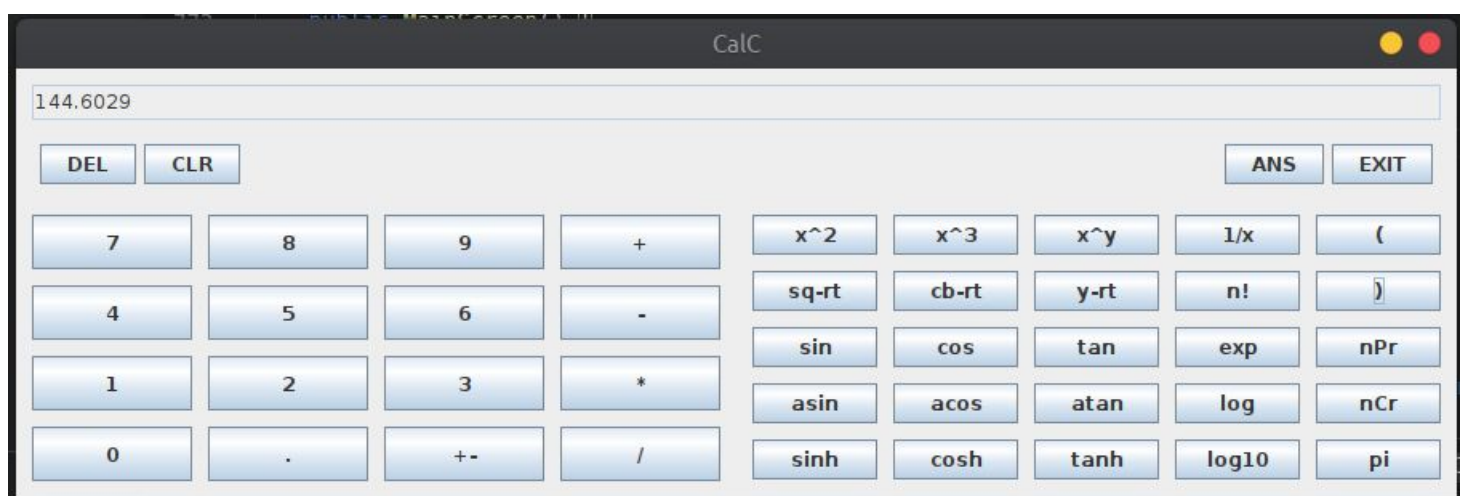 public MainScreen() {
CalC
144.6029
DEL CLR ANS EXIT
7 8 9 + x^2 x^3 x^y 1/x (
4 5 6 - sq-rt cb-rt y-rt n! )
sin cos tan exp nPr
1 2 3 * asin acos atan log nCr
0 . +- / sinh cosh tanh log10 pi